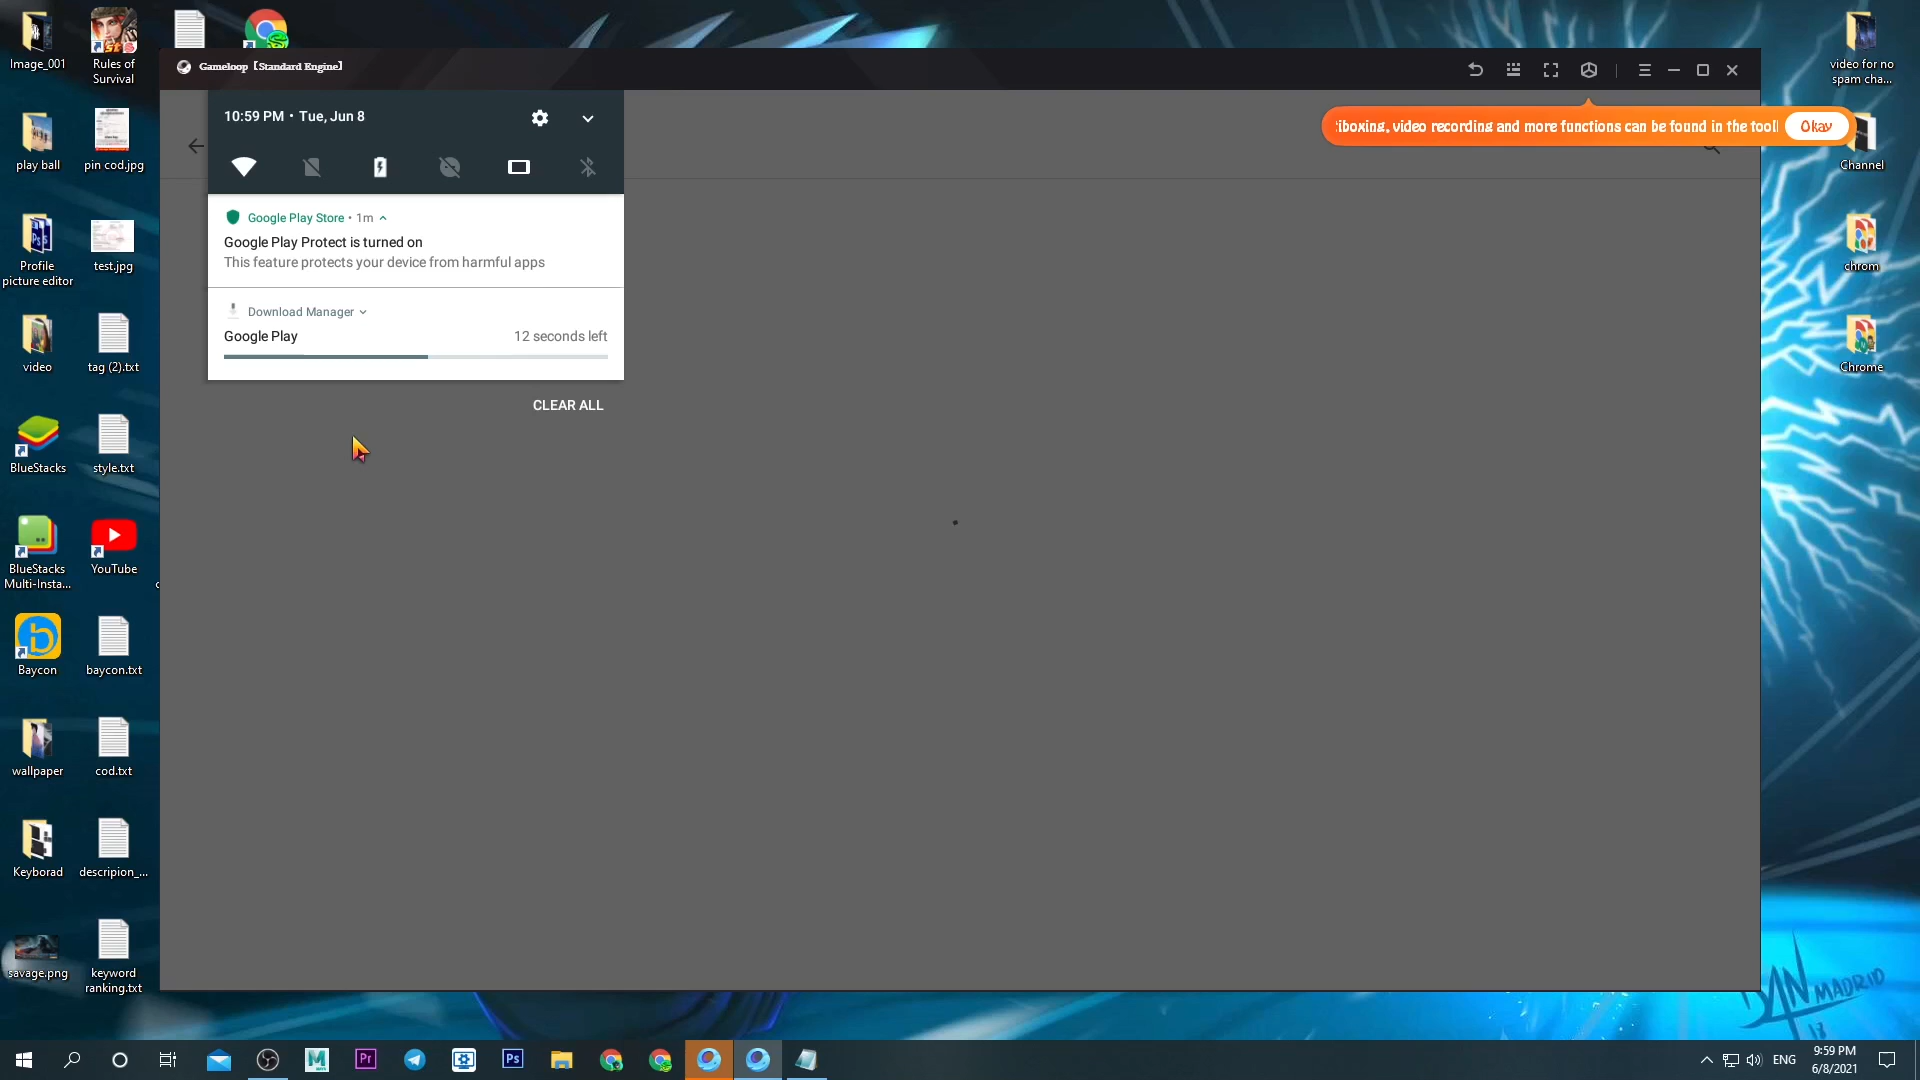 Image_001
Rules of
Survival
video for no
spam cha...
Gameloop【Standard Engine】
10:59 PM • Tue, Jun 8
boxing, video recording and more functions can be found in the tool
Okay
play ball
pin cod.jpg
Channel
Google Play Store • 1m
Google Play Protect is turned on
This feature protects your device from harmful apps
Profile
picture editor
test.jpg
chrom
Download Manager
Google Play
12 seconds left
video
tag (2).txt
Chrome
CLEAR ALL
BlueStacks
style.txt
BlueStacks
Multi-Insta...
YouTube
Baycon
baycon.txt
wallpaper
cod.txt
Keyborad
descripion_...
savage.png
keyword
ranking.txt
DAN
MADRID
Pr
Ps
ENG
9:59 PM
6/8/2021